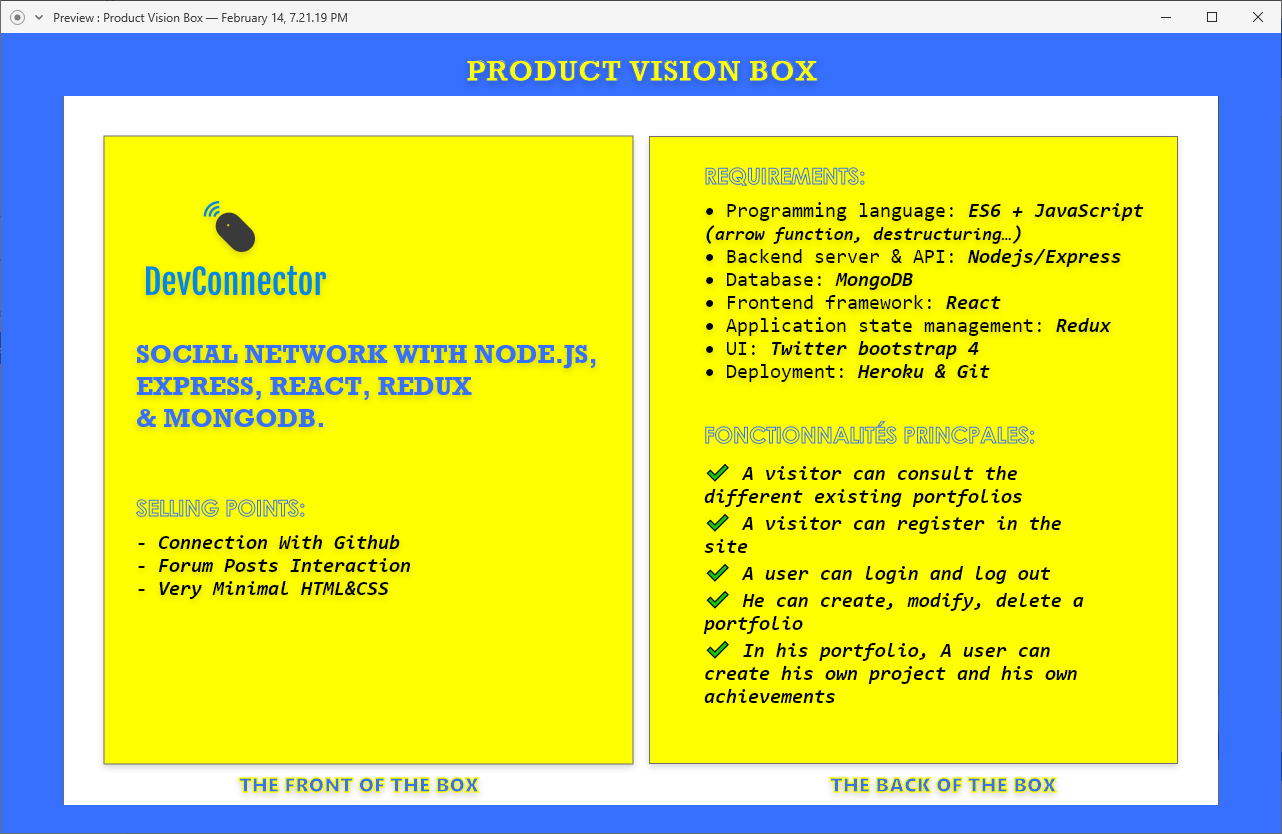 Preview : Product Vision Box — February 14, 7.21.19 PM
PRODUCT VISION BOX
DevConnector
SOCIAL NETWORK WITH NODE.JS,
EXPRESS, REACT, REDUX
& MONGODB.
SELLING POINTS:
- Connection With Github
- Forum Posts Interaction
- Very Minimal HTML&CSS
THE FRONT OF THE BOX
REQUIREMENTS:
• Programming language: ES6 + JavaScript
(arrow function, destructuring…)
• Backend server & API: Nodejs/Express
• Database: MongoDB
• Frontend framework: React
• Application state management: Redux
• UI: Twitter bootstrap 4
• Deployment: Heroku & Git
FONCTIONNALITÉS PRINCPALES:
✔ A visitor can consult the
different existing portfolios
✔ A visitor can register in the
site
✔ A user can login and log out
✔ He can create, modify, delete a
portfolio
✔ In his portfolio, A user can
create his own project and his own
achievements
THE BACK OF THE BOX